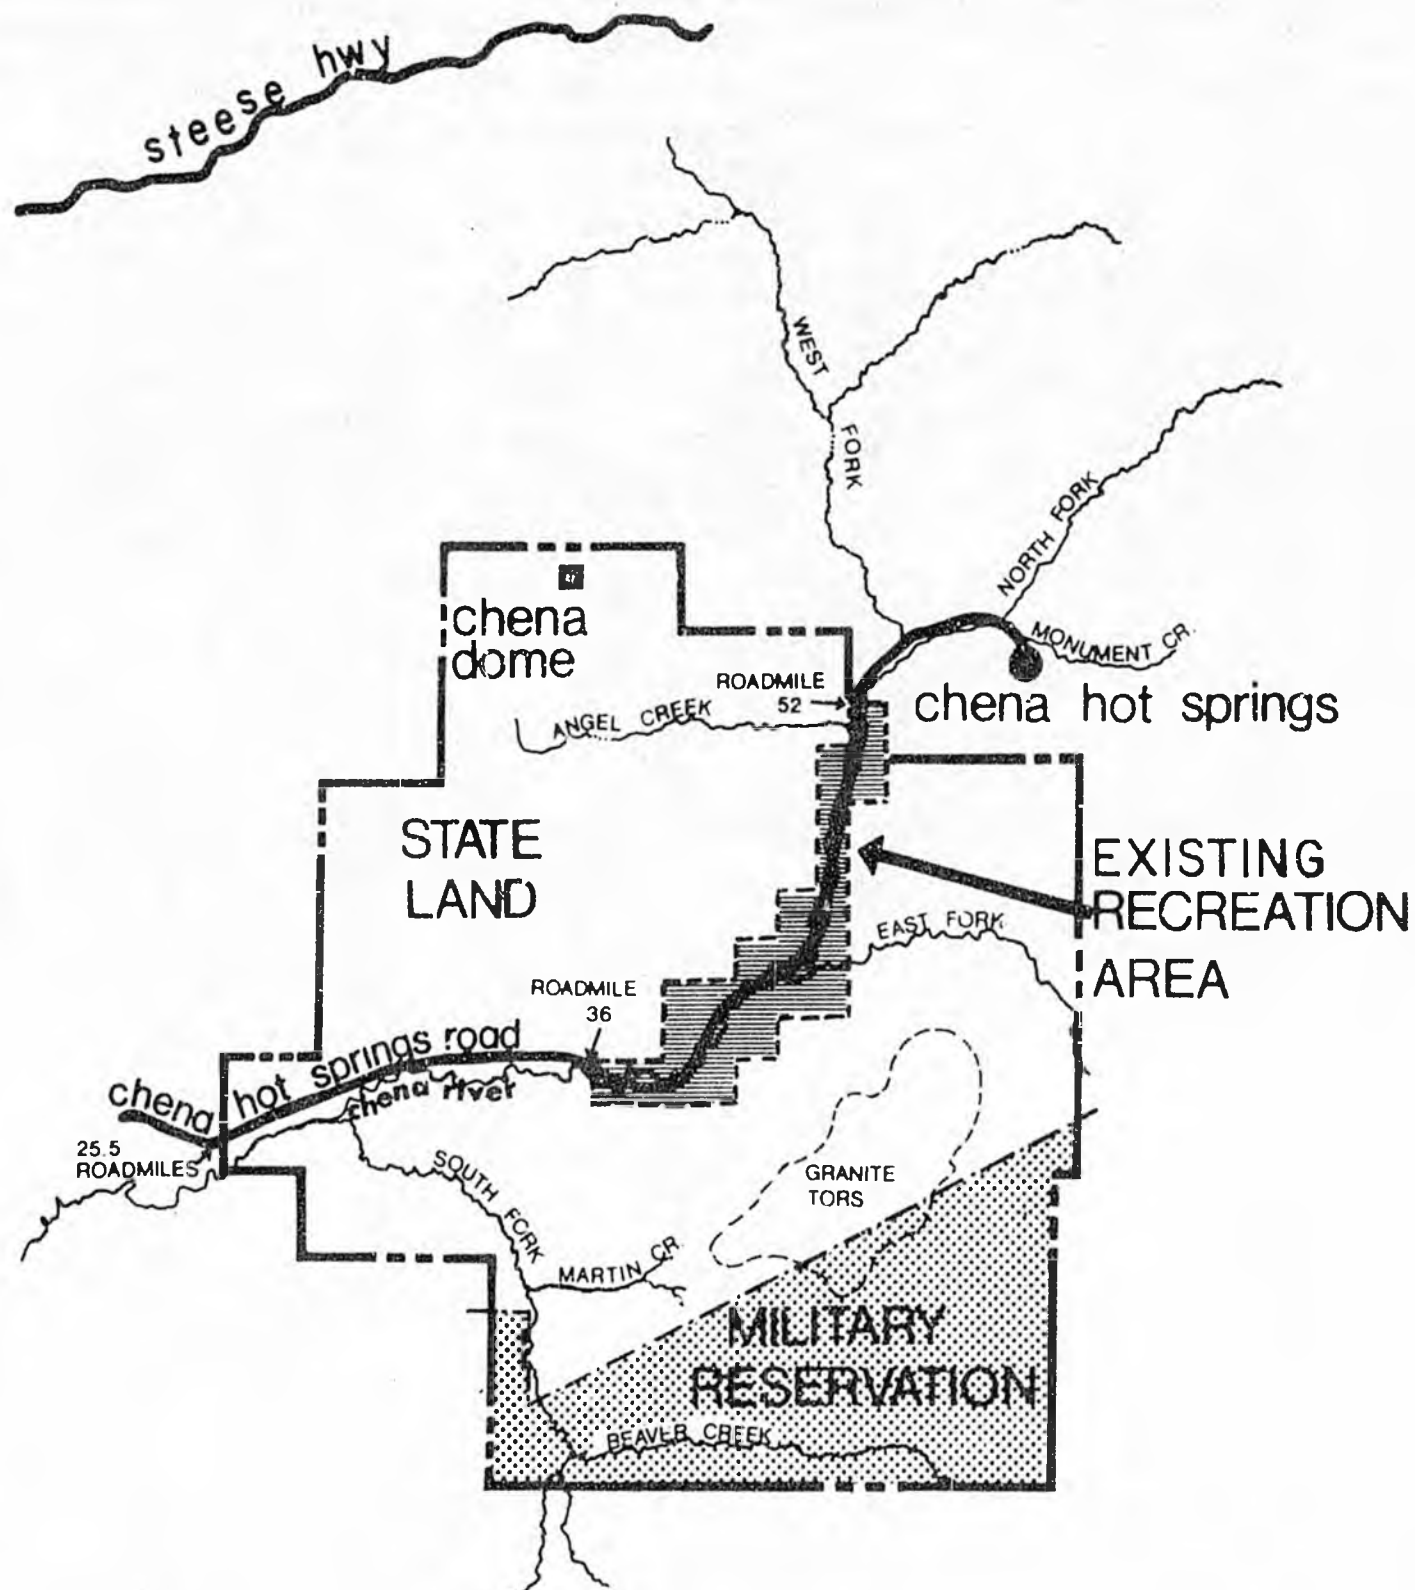 steese hwy
WEST
FORK
NORTH FORK
MONUMENT CR.
chena
dome
ROADMILE
52
chena hot springs
ANGEL CREEK
STATE
LAND
EXISTING
RECREATION
AREA
EAST FORK
ROADMILE
36
chena hot springs road
chena river
25.5
ROADMILES
SOUTH FORK
GRANITE
TORS
MARTIN CR.
MILITARY
RESERVATION
BEAVER CREEK